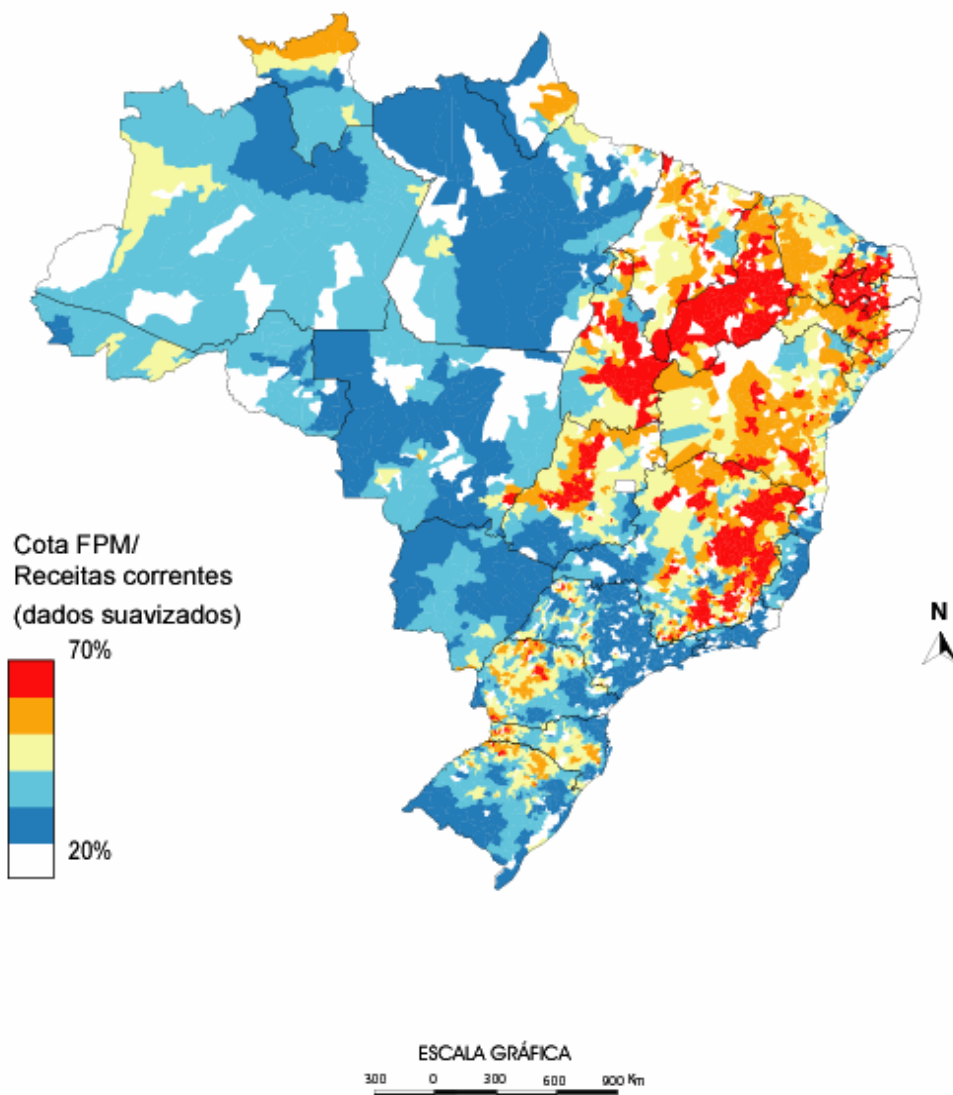 Cota FPM/
Receitas correntes
(dados suavizados)
70%
20%
N
ESCALA GRÁFICA
300 0 300 600 900 Km